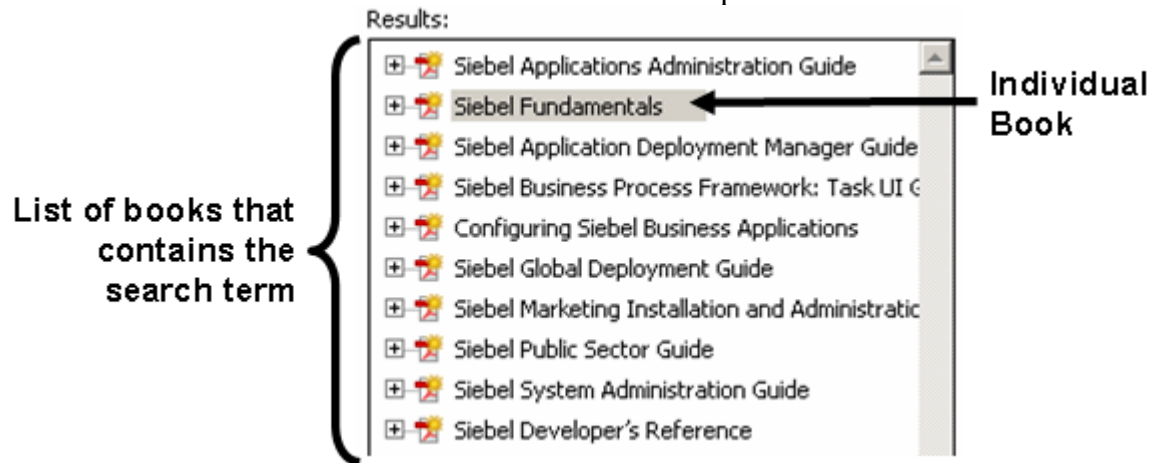 Results:
Siebel Applications Administration Guide
Siebel Fundamentals
Siebel Application Deployment Manager Guide
Siebel Business Process Framework: Task UI
Configuring Siebel Business Applications
Siebel Global Deployment Guide
Siebel Marketing Installation and
Siebel Public Sector Guide
Siebel System Administration Guide
Siebel Developer's Reference
Individual
Book
List of books that
contains the
search term